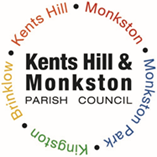 Kents Hill • Monkston • Monkston Park • Kingston • Brinklow •
Kents Hill &
Monkston
PARISH COUNCIL